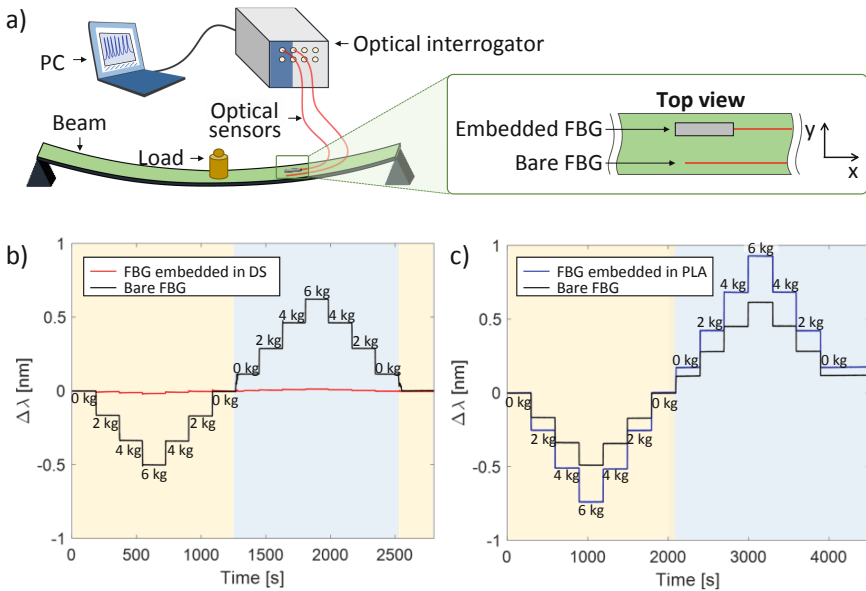 a)
PC
Optical interrogator
Optical
sensors
Beam
Load
Top view
Embedded FBG
Bare FBG
y
x
b)
FBG embedded in DS
Bare FBG
1
0.5
0
-0.5
-1
Δλ [nm]
0 kg
2 kg
4 kg
6 kg
4 kg
2 kg
0 kg
0 kg
2 kg
4 kg
6 kg
4 kg
2 kg
0 kg
0
500
1000
1500
2000
2500
Time [s]
c)
FBG embedded in PLA
Bare FBG
1
0.5
0
-0.5
-1
Δλ [nm]
0 kg
2 kg
4 kg
6 kg
4 kg
2 kg
0 kg
0 kg
2 kg
4 kg
6 kg
4 kg
2 kg
0 kg
0
1000
2000
3000
4000
Time [s]